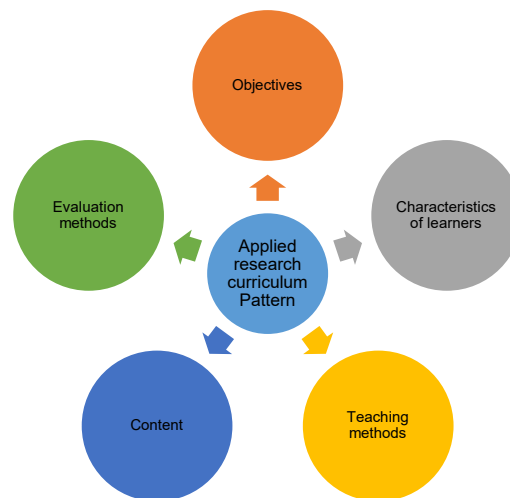 Objectives
Evaluation
methods
Characteristics
of learners
Applied
research
curriculum
Pattern
Content
Teaching
methods